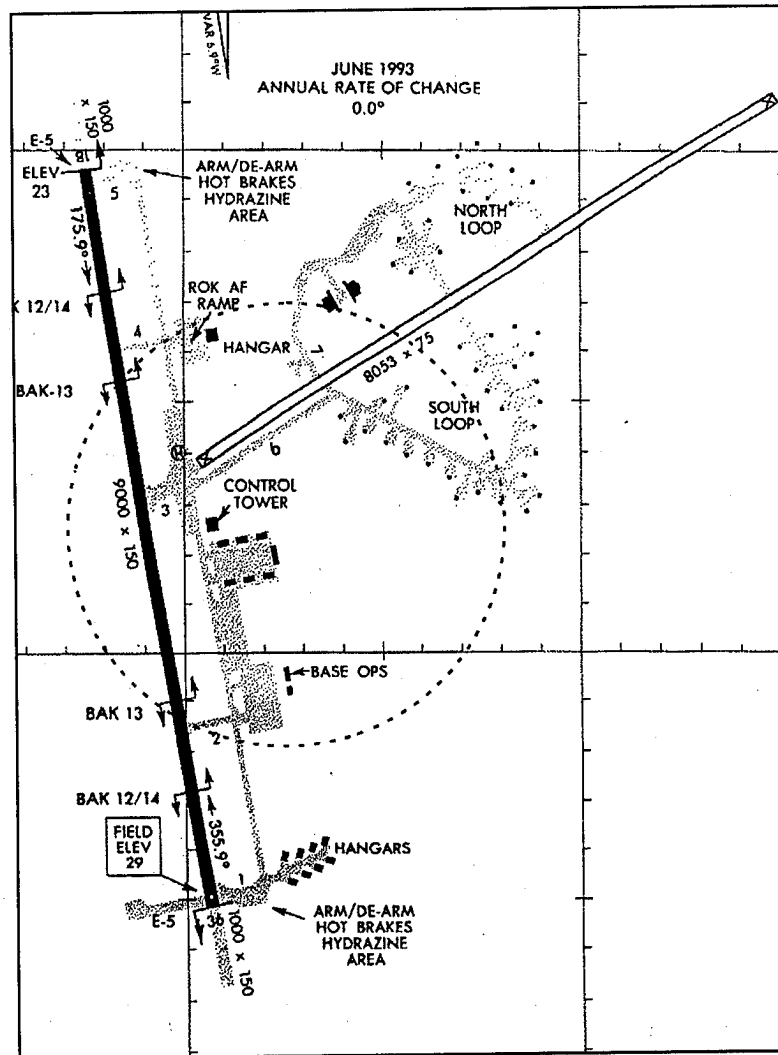 VAR 6.9°W
JUNE 1993
ANNUAL RATE OF CHANGE
0.0°
1000
× 150
E-5
18
ELEV
23
5
ARM/DE-ARM
HOT BRAKES
HYDRAZINE
AREA
NORTH
LOOP
175.9°
K 12/14
ROK AF
RAMP
4
HANGAR
7
8053 × 75
BAK-13
SOUTH
LOOP
H
6
9000 × 150
3
CONTROL
TOWER
BASE OPS
BAK 13
2
BAK 12/14
355.9°
FIELD
ELEV
29
HANGARS
1
E-5
36
1000 × 150
ARM/DE-ARM
HOT BRAKES
HYDRAZINE
AREA